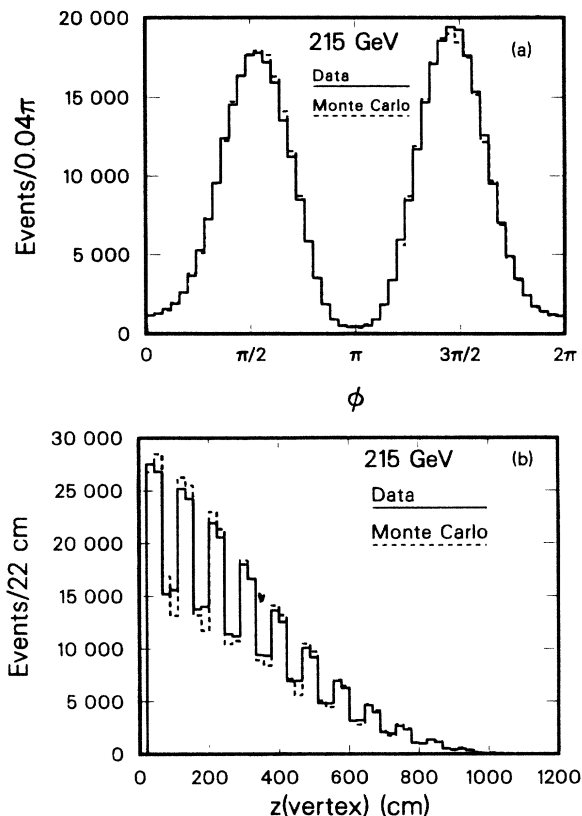 215 GeV
(a)
Data
Monte Carlo
Events/0.04π
20 000
15 000
10 000
5 000
0
0
π/2
π
3π/2
2π
ϕ
215 GeV
(b)
Data
Monte Carlo
Events/22 cm
30 000
25 000
20 000
15 000
10 000
5 000
0
0
200
400
600
800
1000
1200
z(vertex) (cm)